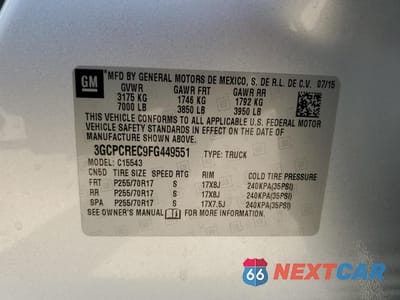 GM
MFD BY GENERAL MOTORS DE MEXICO, S. DE R.L. DE C.V. 07/15
GVWR GAWR FRT GAWR RR
3175 KG 1746 KG 1792 KG
7000 LB 3850 LB 3950 LB
THIS VEHICLE CONFORMS TO ALL APPLICABLE U.S. FEDERAL MOTOR
VEHICLE SAFETY STANDARDS IN EFFECT ON THE DATE OF
MANUFACTURE SHOWN ABOVE.
3GCPCREC9FG449551 TYPE: TRUCK
MODEL: C15543
CN5D TIRE SIZE SPEED RTG RIM COLD TIRE PRESSURE
FRT P255/70R17 S 17X8J 240KPA(35PSI)
RR P255/70R17 S 17X8J 240KPA(35PSI)
SPA P255/70R17 S 17X7.5J 240KPA(35PSI)
SEE OWNER'S MANUAL FOR MORE INFORMATION.
66 NEXTCAR